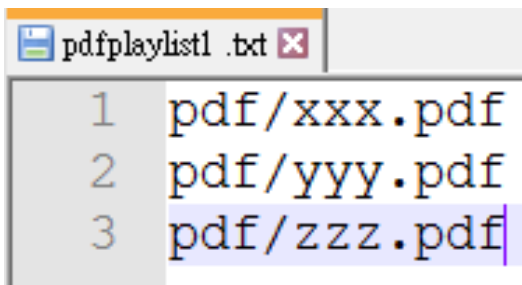 pdfplaylist1 .txt
1 pdf/xxx.pdf
2 pdf/yyy.pdf
3 pdf/zzz.pdf